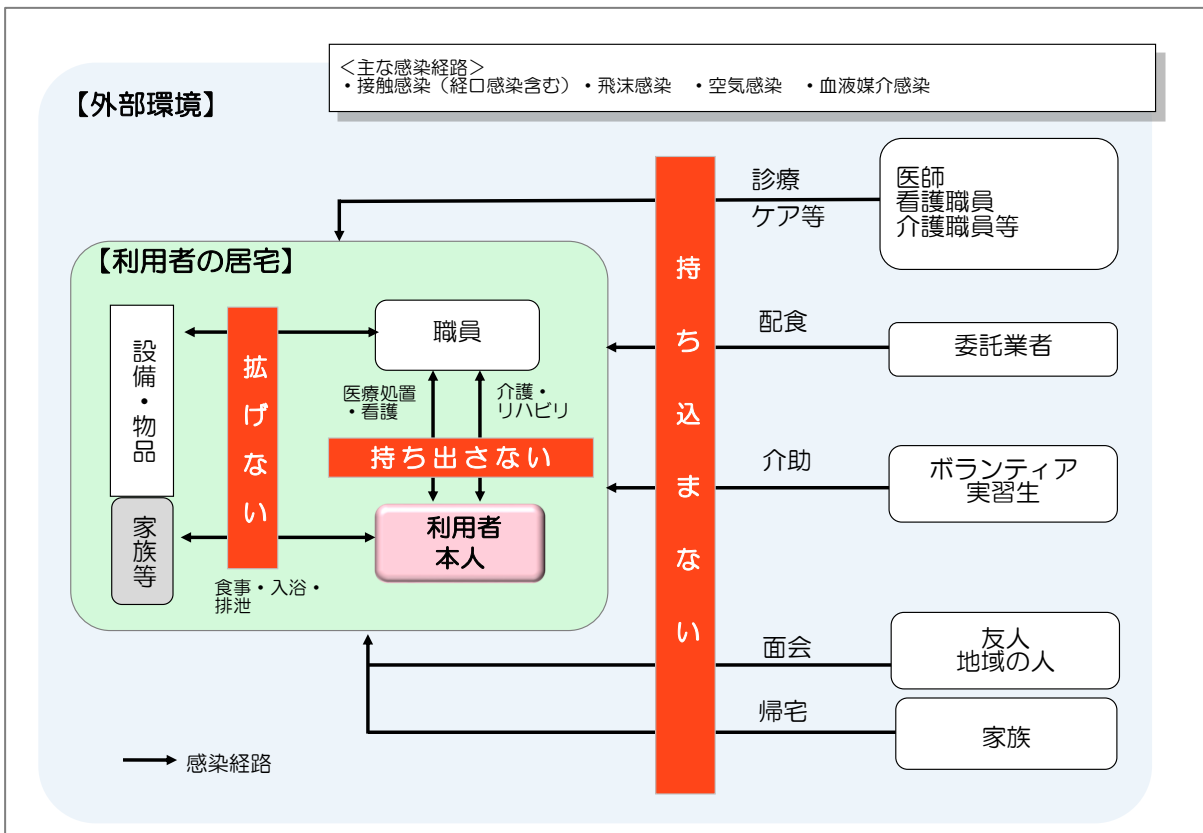 ＜主な感染経路＞
・接触感染（経口感染含む）・飛沫感染　・空気感染　・血液媒介感染
【外部環境】
診療
ケア等
医師
看護職員
介護職員等
持ち込まない
【利用者の居宅】
設備・物品
拡げない
職員
配食
委託業者
医療処置
・看護
介護・
リハビリ
持ち出さない
介助
ボランティア
実習生
家族等
利用者
本人
食事・入浴・
排泄
面会
友人
地域の人
帰宅
家族
感染経路